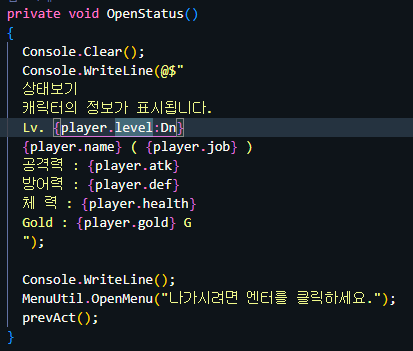 private void OpenStatus()
{
Console.Clear();
Console.WriteLine(@$"
상태보기
캐릭터의 정보가 표시됩니다.
Lv. {player.level:Dn}
{player.name} ( {player.job} )
공격력 : {player.atk}
방어력 : {player.def}
체 력 : {player.health}
Gold : {player.gold} G
");
Console.WriteLine();
MenuUtil.OpenMenu("나가시려면 엔터를 클릭하세요.");
prevAct();
}